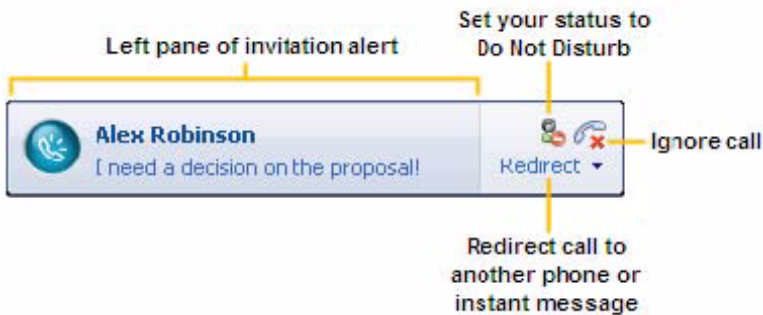 Set your status to
Do Not Disturb
Left pane of invitation alert
Alex Robinson
I need a decision on the proposal!
Redirect
Ignore call
Redirect call to
another phone or
instant message